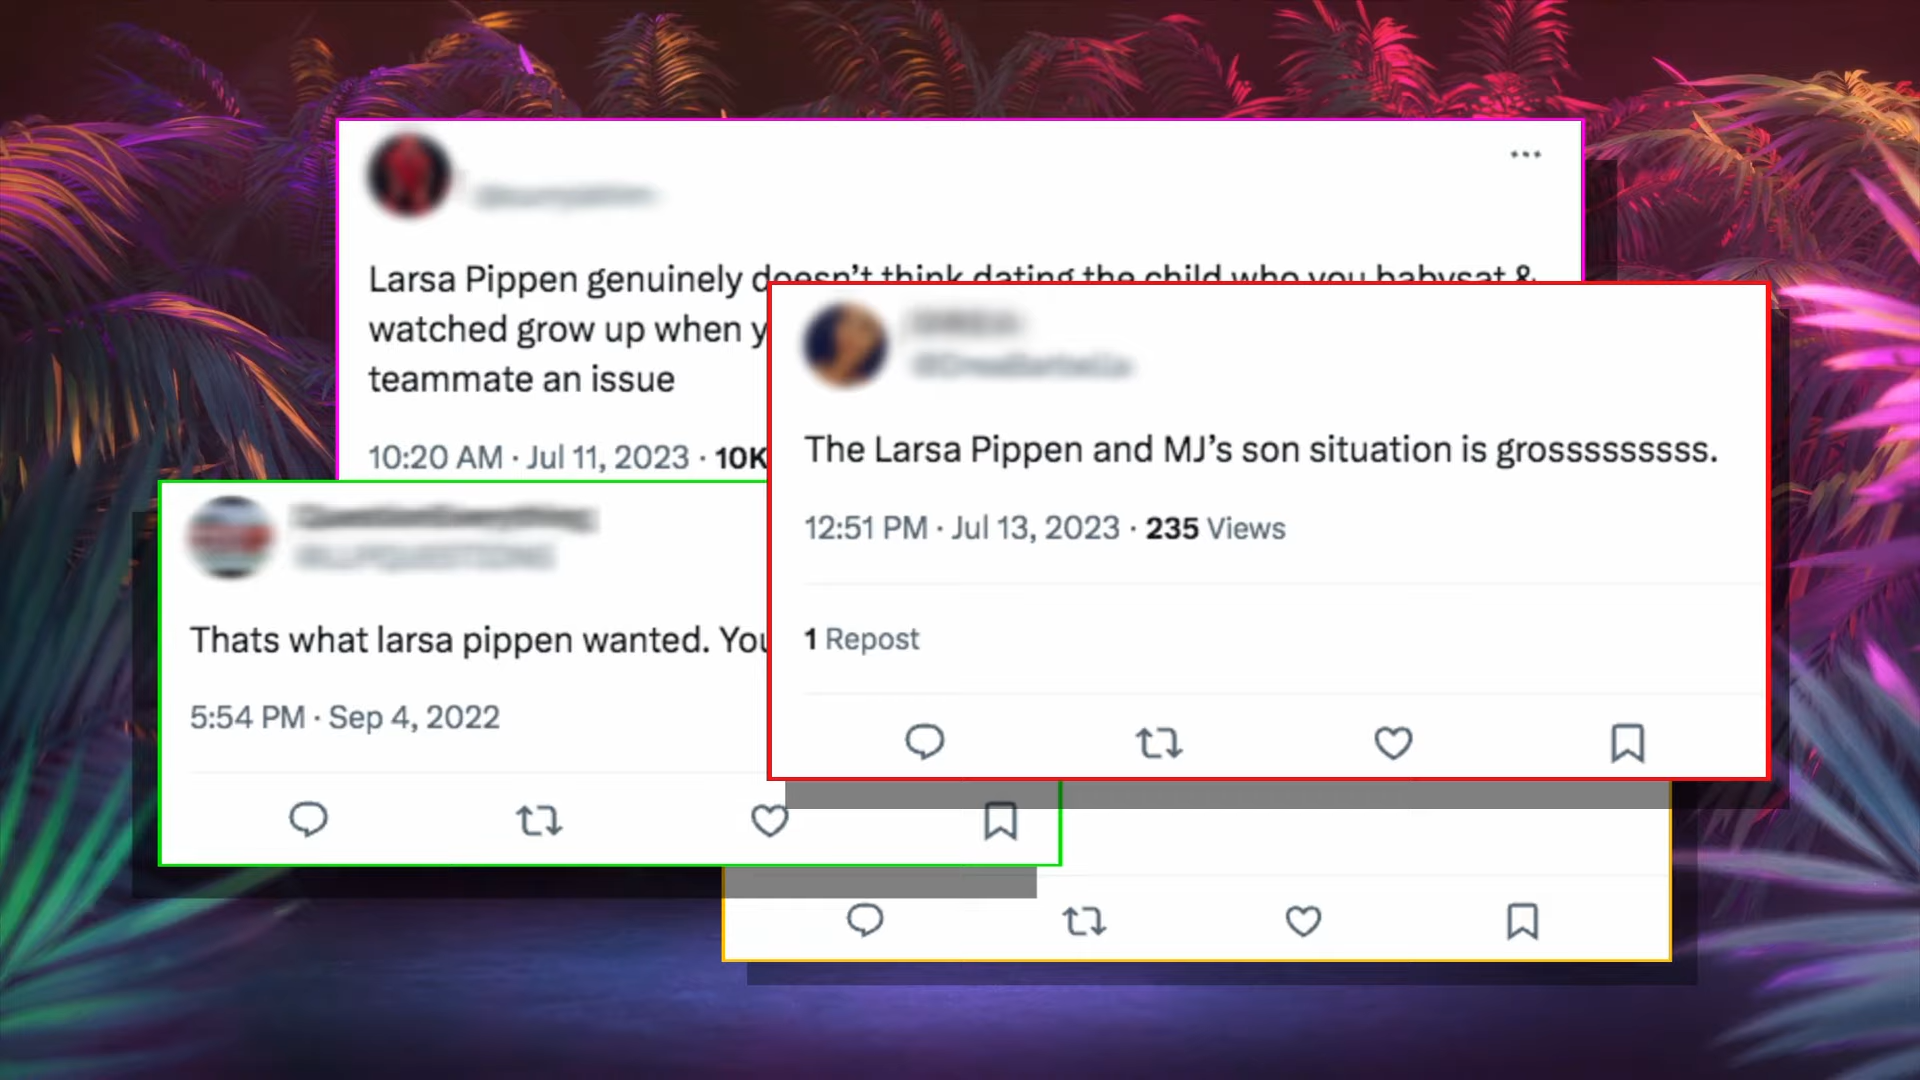 Larsa Pippen genuinely doesn't think dating the child who you babysat &
watched grow up when
teammate an issue
10:20 AM · Jul 11, 2023 · 10K
The Larsa Pippen and MJ's son situation is grosssssssss.
12:51 PM · Jul 13, 2023 · 235 Views
1 Repost
Thats what larsa pippen wanted. You
5:54 PM · Sep 4, 2022